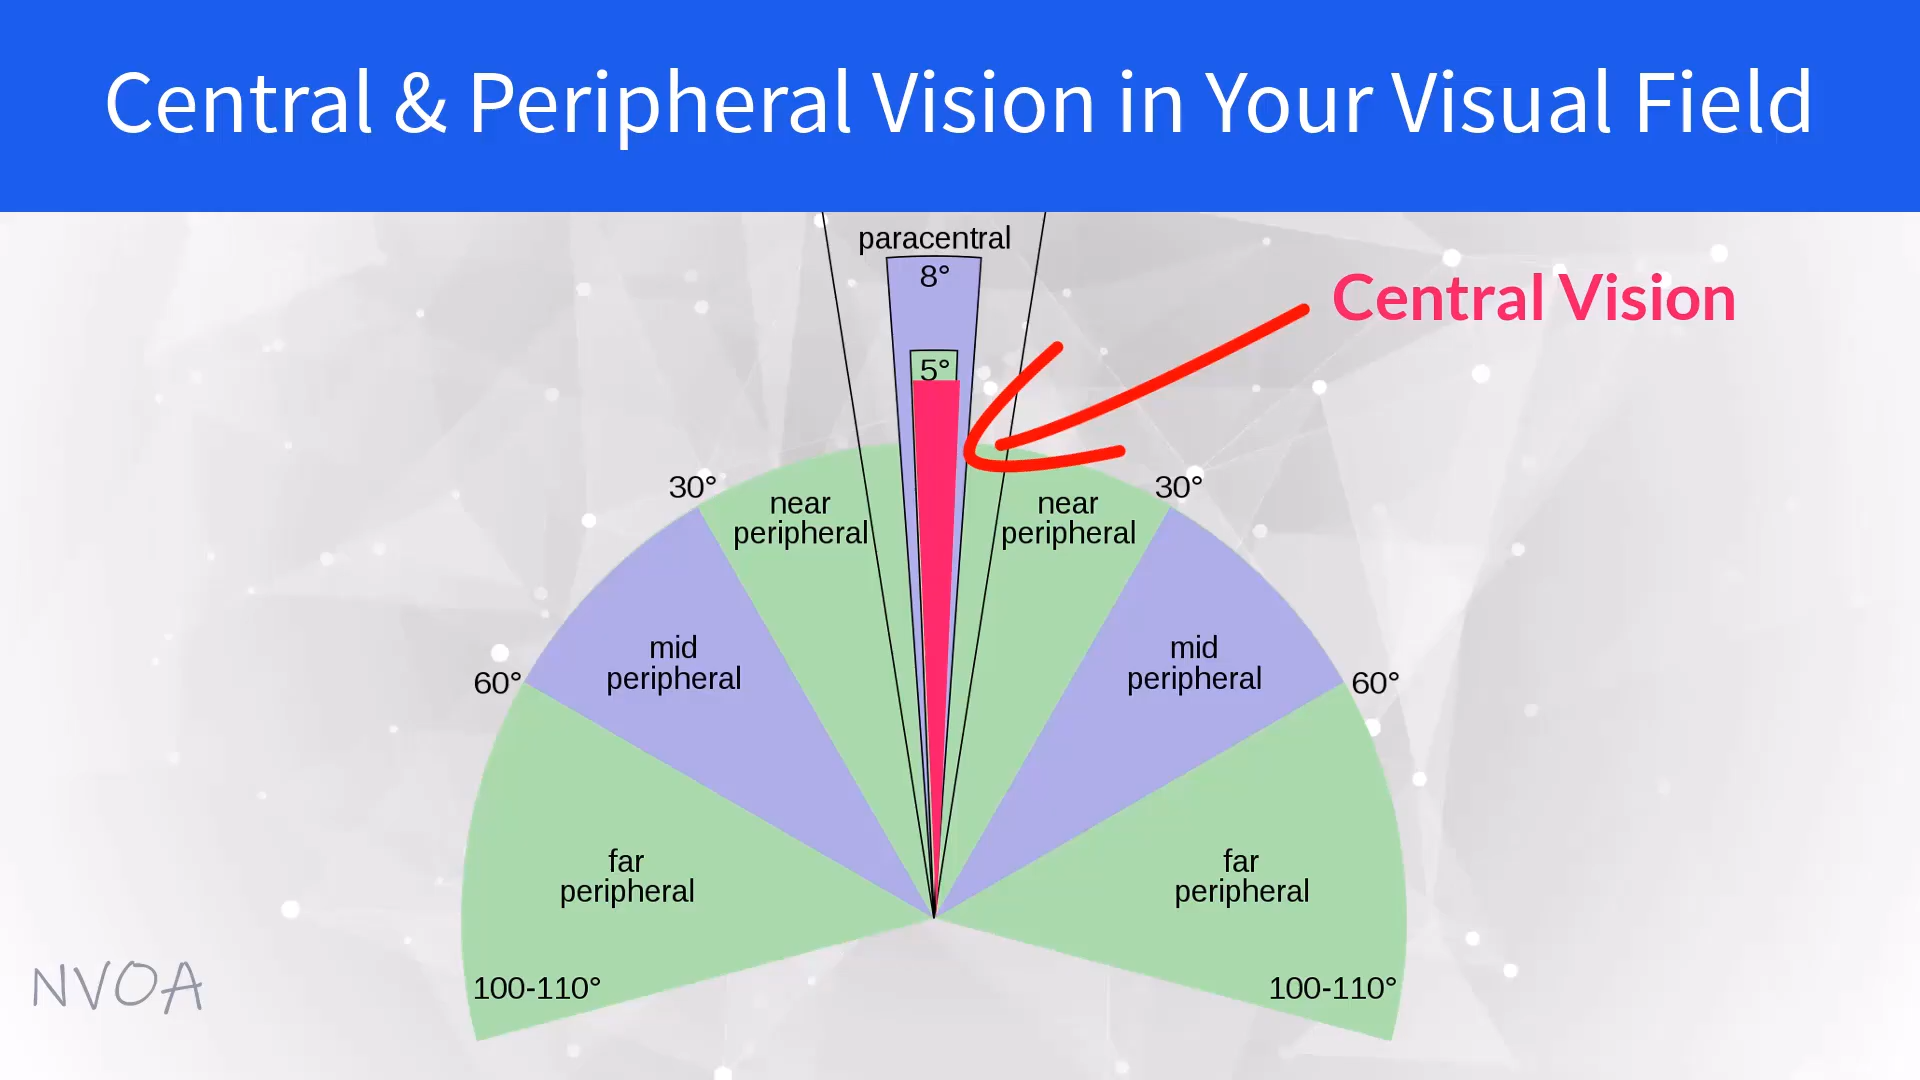 Central & Peripheral Vision in Your Visual Field
paracentral
8°
Central Vision
5°
30°
30°
near
peripheral
near
peripheral
mid
peripheral
mid
peripheral
60°
60°
far
peripheral
far
peripheral
100-110°
100-110°
NVOA